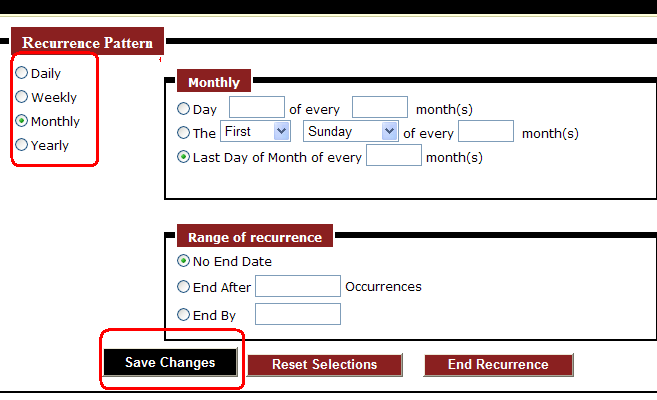 Recurrence Pattern
Daily
Weekly
Monthly
Yearly
Monthly
Day of every month(s)
The First Sunday of every month(s)
Last Day of Month of every month(s)
Range of recurrence
No End Date
End After Occurrences
End By
Save Changes Reset Selections End Recurrence